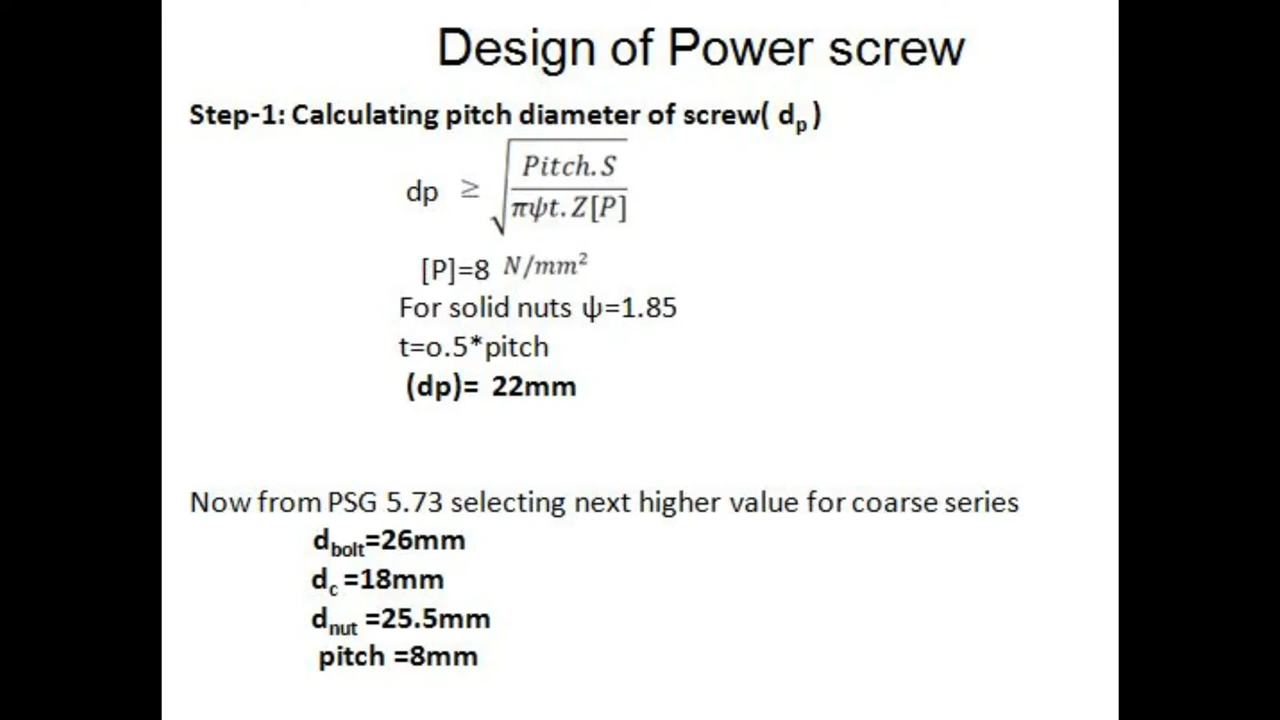 Design of Power screw
Step-1: Calculating pitch diameter of screw( dp )
dp ≥ √(Pitch.S / πψt.Z[P])
[P]=8 N/mm²
For solid nuts ψ=1.85
t=o.5*pitch
(dp)= 22mm
Now from PSG 5.73 selecting next higher value for coarse series
dbolt=26mm
dc =18mm
dnut =25.5mm
pitch =8mm